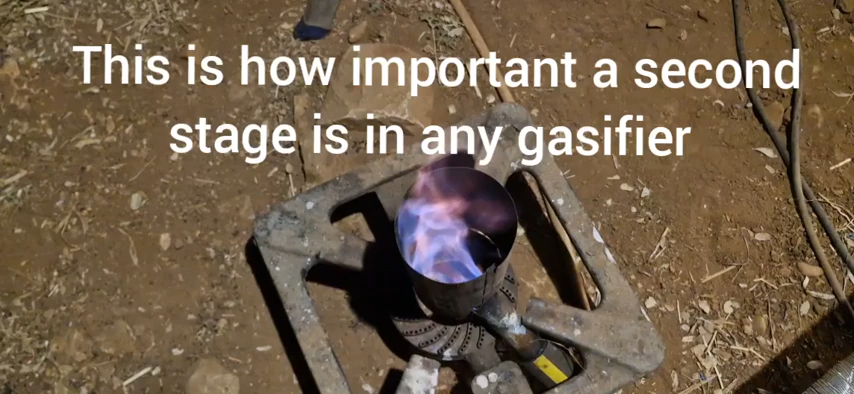 This is how important a second
stage is in any gasifier